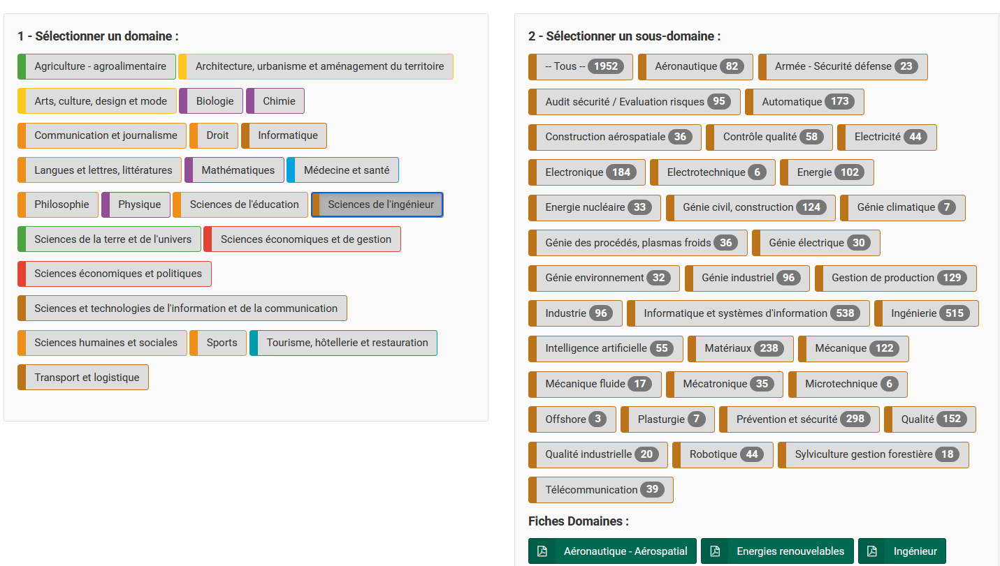 1 - Sélectionner un domaine :
Agriculture - agroalimentaire Architecture, urbanisme et aménagement du territoire
Arts, culture, design et mode Biologie Chimie
Communication et journalisme Droit Informatique
Langues et lettres, littératures Mathématiques Médecine et santé
Philosophie Physique Sciences de l'éducation Sciences de l'ingénieur
Sciences de la terre et de l'univers Sciences économiques et de gestion
Sciences économiques et politiques
Sciences et technologies de l'information et de la communication
Sciences humaines et sociales Sports Tourisme, hôtellerie et restauration
Transport et logistique
2 - Sélectionner un sous-domaine :
-- Tous -- 1952 Aéronautique 82 Armée - Sécurité défense 23
Audit sécurité / Evaluation risques 95 Automatique 173
Construction aérospatiale 36 Contrôle qualité 58 Electricité 44
Electronique 184 Electrotechnique 6 Energie 102
Energie nucléaire 33 Génie civil, construction 124 Génie climatique 7
Génie des procédés, plasmas froids 36 Génie électrique 30
Génie environnement 32 Génie industriel 96 Gestion de production 129
Industrie 96 Informatique et systèmes d'information 538 Ingénierie 515
Intelligence artificielle 55 Matériaux 238 Mécanique 122
Mécanique fluide 17 Mécatronique 35 Microtechnique 6
Offshore 3 Plasturgie 7 Prévention et sécurité 298 Qualité 152
Qualité industrielle 20 Robotique 44 Sylviculture gestion forestière 18
Télécommunication 39
Fiches Domaines :
Aéronautique - Aérospatial Energies renouvelables Ingénieur